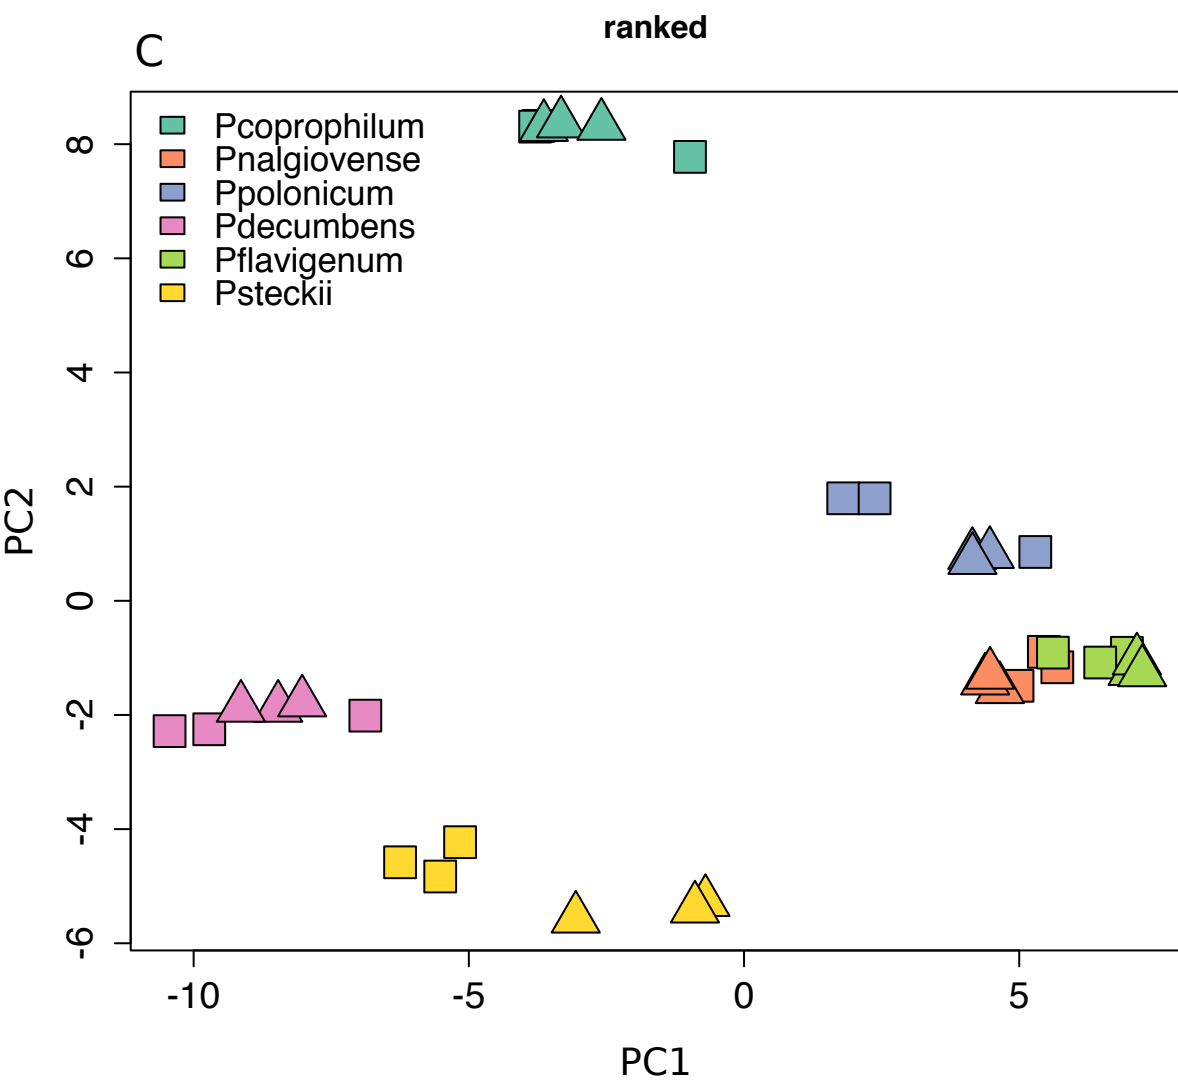 ranked
C
Pcoprophilum
Pnalgiovense
Ppolonicum
Pdecumbens
Pflavigenum
Psteckii
8
6
4
2
0
-2
-4
-6
PC2
-10 -5 0 5
PC1